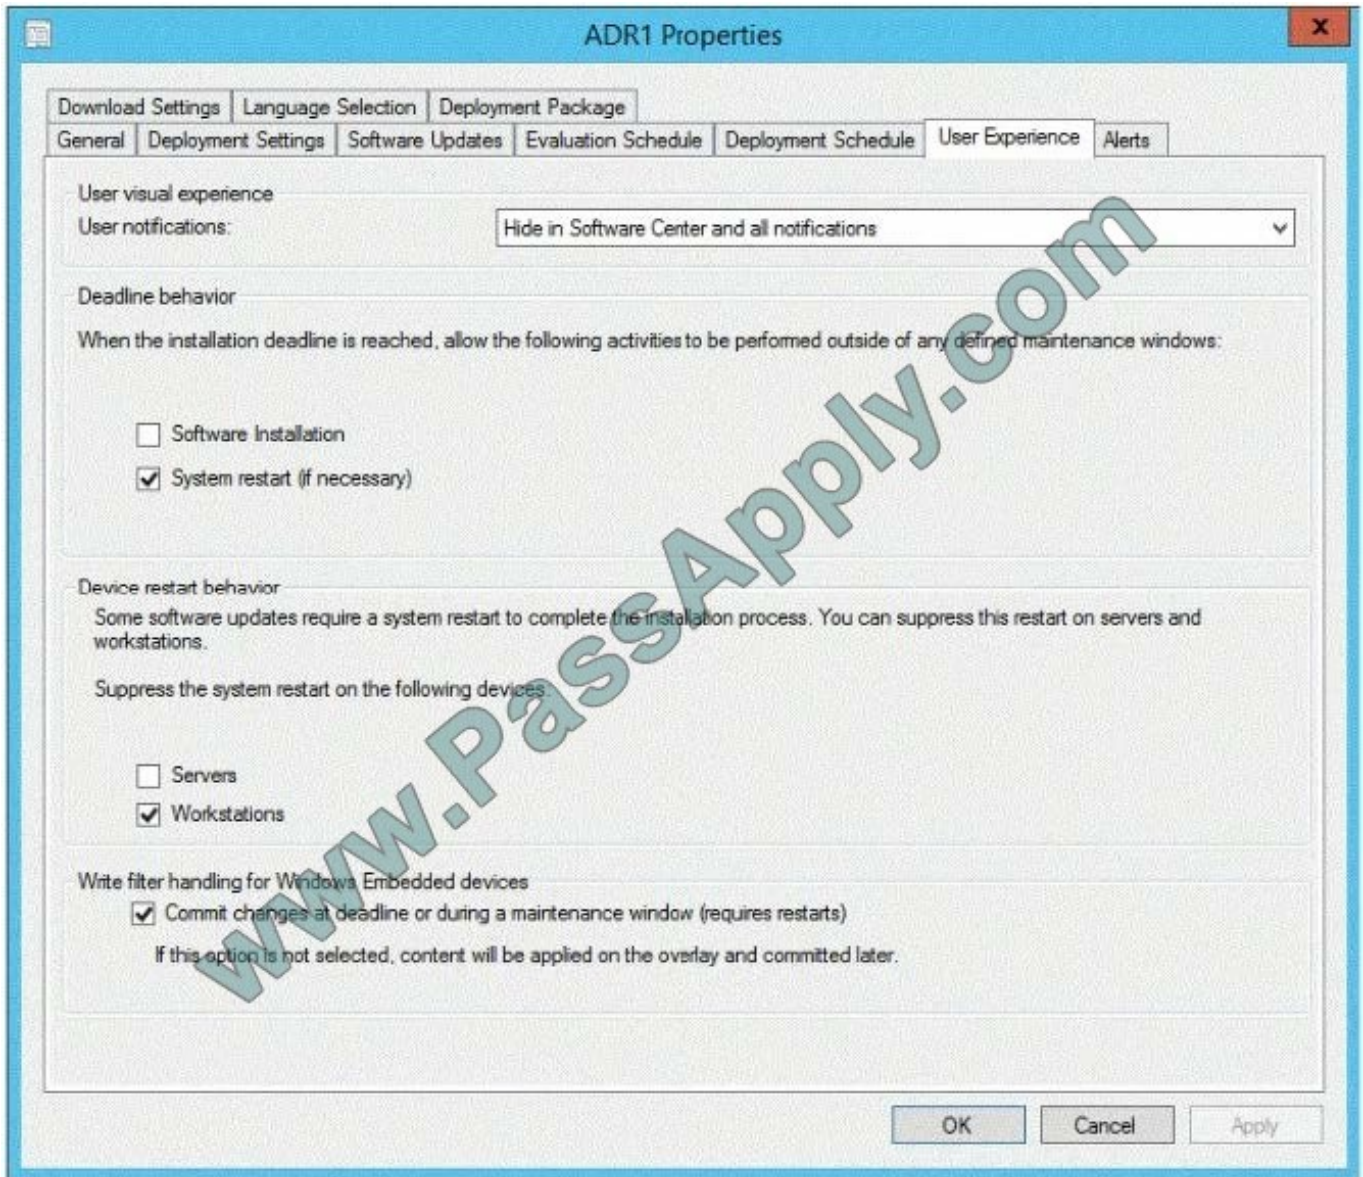 ADR1 Properties
x
Download Settings
Language Selection
Deployment Package
General
Deployment Settings
Software Updates
Evaluation Schedule
Deployment Schedule
User Experience
Alerts
User visual experience
User notifications:
Hide in Software Center and all notifications
Deadline behavior
When the installation deadline is reached, allow the following activities to be performed outside of any defined maintenance windows:
Software Installation
System restart (if necessary)
Device restart behavior
Some software updates require a system restart to complete the installation process. You can suppress this restart on servers and
workstations.
Suppress the system restart on the following devices:
Servers
Workstations
Write filter handling for Windows Embedded devices
Commit changes at deadline or during a maintenance window (requires restarts)
If this option is not selected, content will be applied on the overlay and committed later.
OK
Cancel
Apply
www.PassApply.com